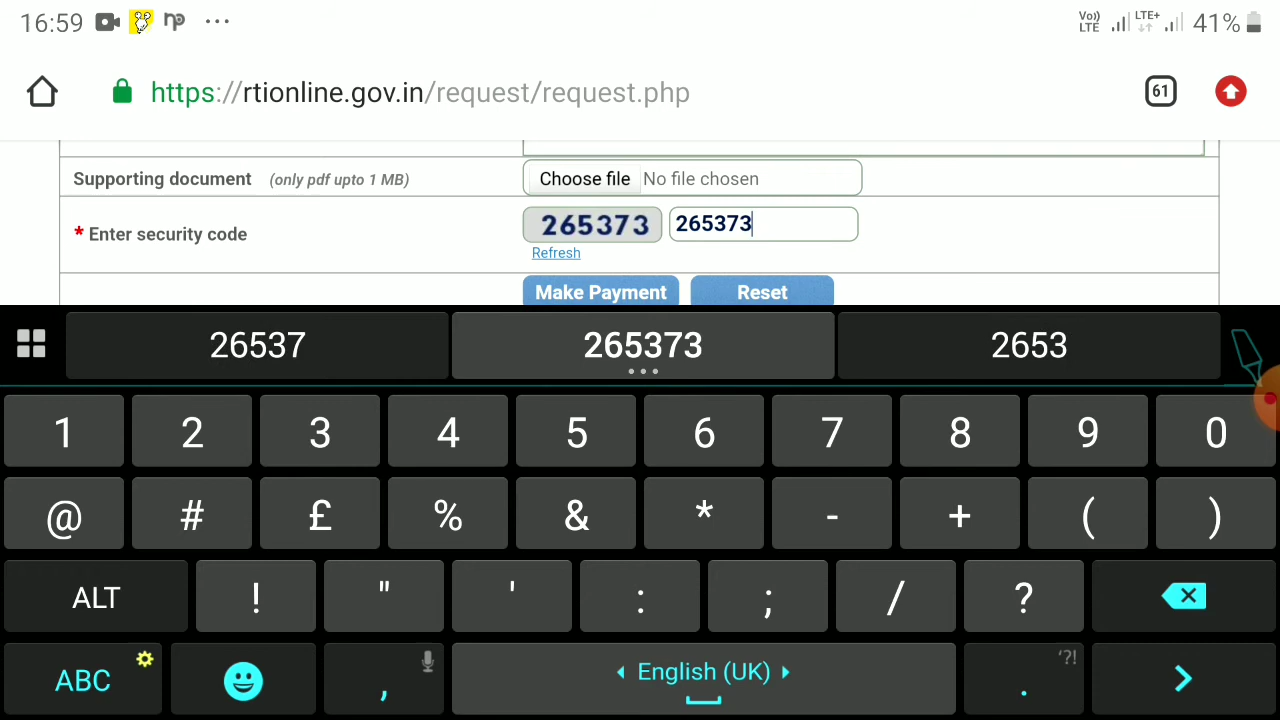 16:59 np ... Vo)) LTE LTE+ 41%
https://rtionline.gov.in/request/request.php 61
Supporting document (only pdf upto 1 MB) Choose file No file chosen
* Enter security code 265373 265373
Refresh
Make Payment Reset
26537 265373 2653
1 2 3 4 5 6 7 8 9 0
@ # £ % & * - + ( )
ALT ! " ' : ; / ?
ABC , English (UK) . '?!